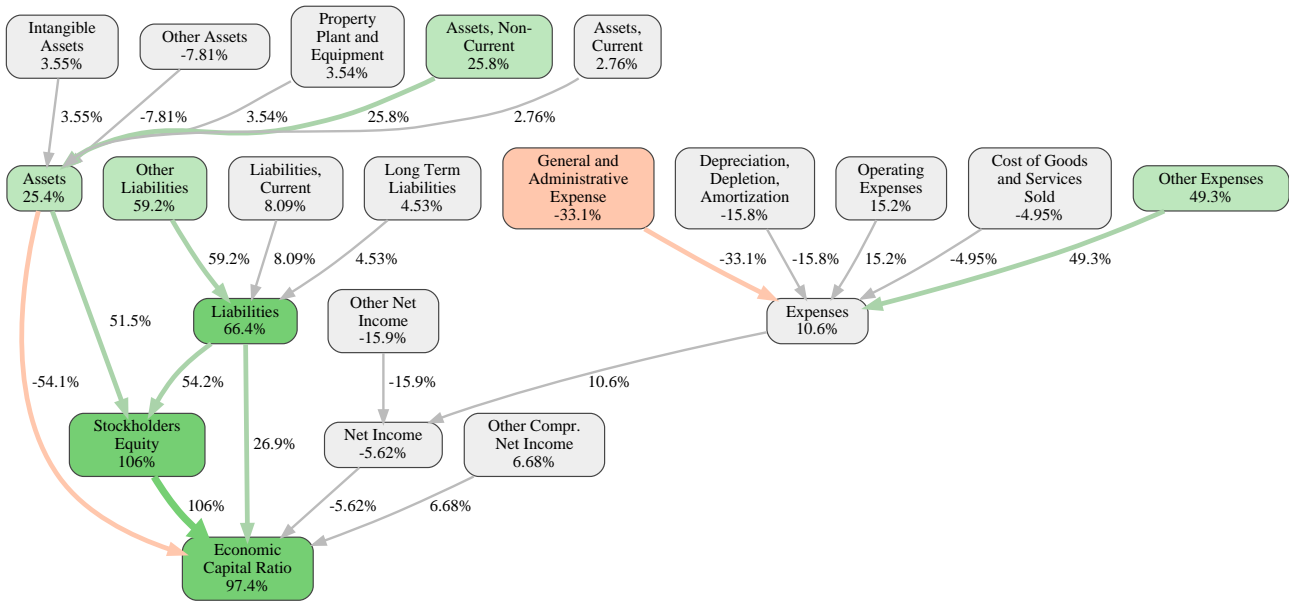 Intangible
Assets
3.55%
Other Assets
-7.81%
Property
Plant and
Equipment
3.54%
Assets, Non-
Current
25.8%
Assets,
Current
2.76%
3.55%
-7.81%
3.54%
25.8%
2.76%
Assets
25.4%
Other
Liabilities
59.2%
Liabilities,
Current
8.09%
Long Term
Liabilities
4.53%
General and
Administrative
Expense
-33.1%
Depreciation,
Depletion,
Amortization
-15.8%
Operating
Expenses
15.2%
Cost of Goods
and Services
Sold
-4.95%
Other Expenses
49.3%
59.2%
8.09%
4.53%
-33.1%
-15.8%
15.2%
-4.95%
49.3%
51.5%
Liabilities
66.4%
Other Net
Income
-15.9%
Expenses
10.6%
-54.1%
54.2%
-15.9%
10.6%
Stockholders
Equity
106%
26.9%
Net Income
-5.62%
Other Compr.
Net Income
6.68%
106%
-5.62%
6.68%
Economic
Capital Ratio
97.4%